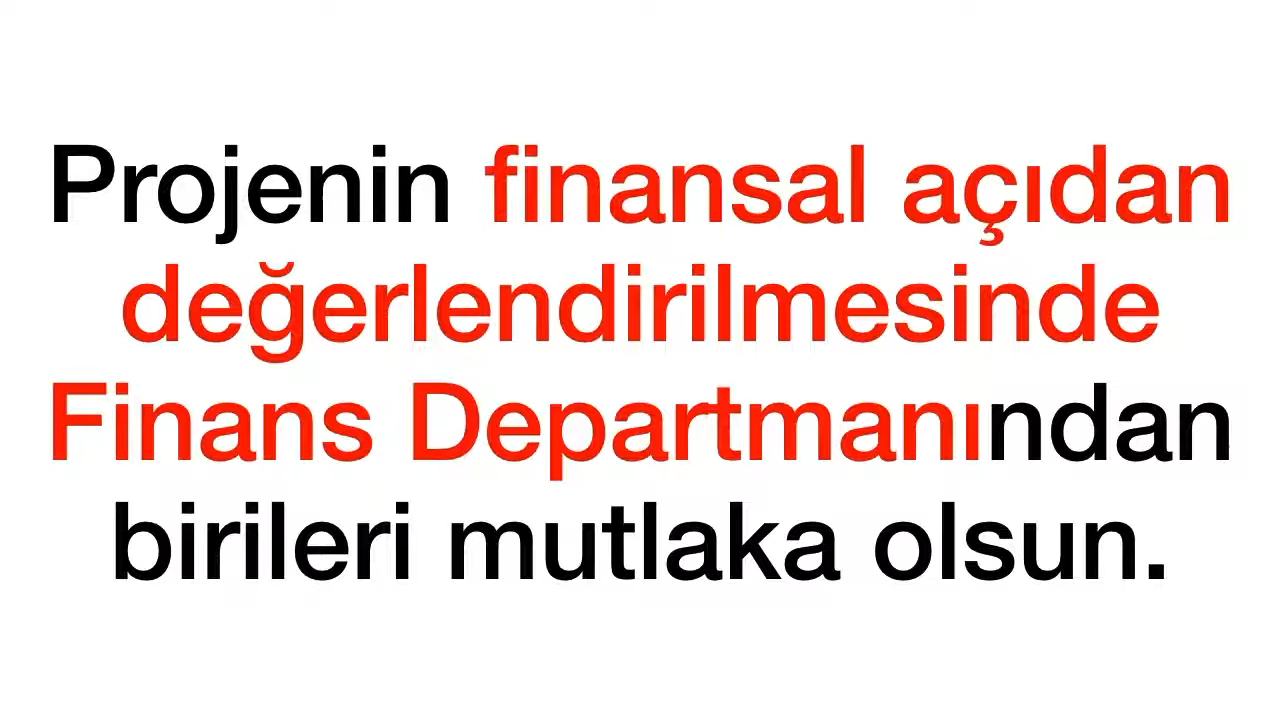 Projenin finansal açıdan
değerlendirilmesinde
Finans Departmanından
birileri mutlaka olsun.